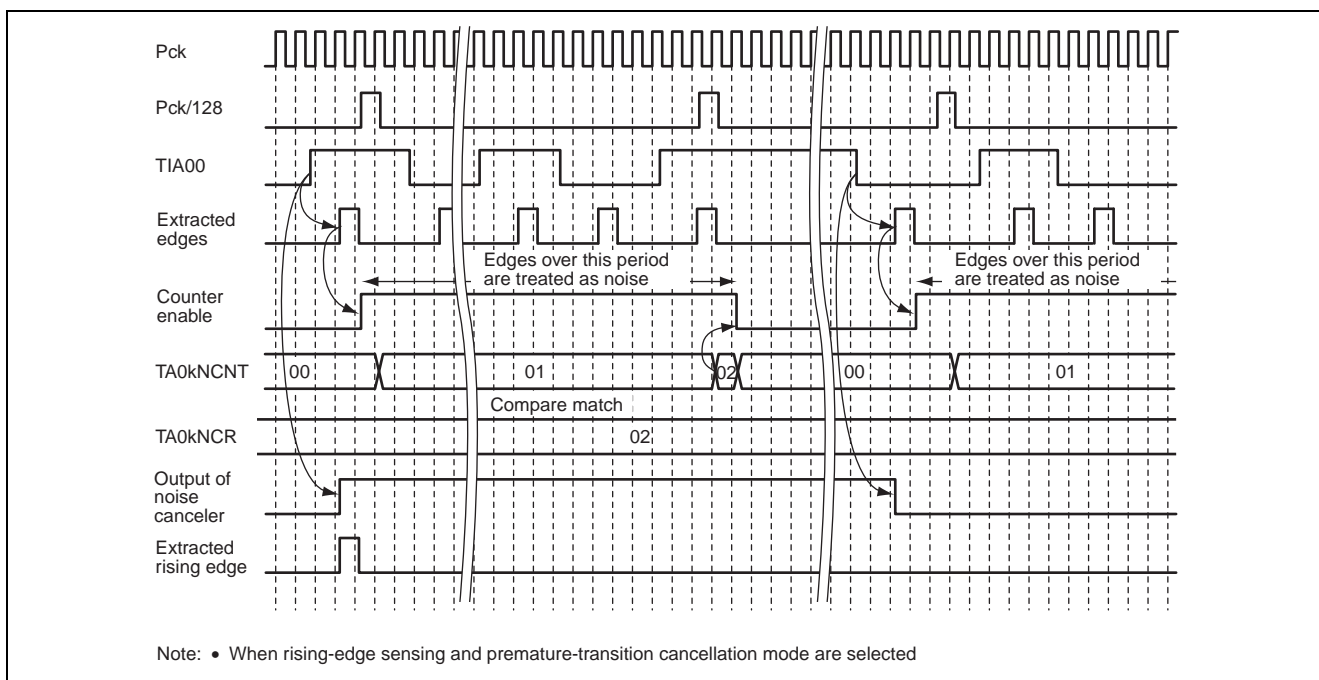 Pck
Pck/128
TIA00
Extracted
edges
Edges over this period
are treated as noise
Edges over this period
are treated as noise
Counter
enable
TA0kNCNT
00
01
02
00
01
Compare match
TA0kNCR
02
Output of
noise
canceler
Extracted
rising edge
Note: • When rising-edge sensing and premature-transition cancellation mode are selected